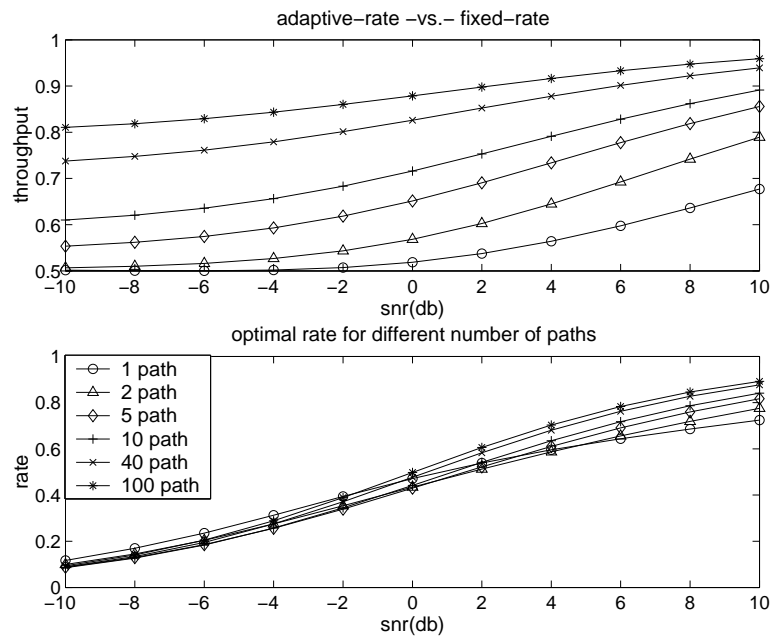 adaptive−rate −vs.− fixed−rate
1
0.9
0.8
0.7
0.6
0.5
throughput
−10 −8 −6 −4 −2 0 2 4 6 8 10
snr(db)
optimal rate for different number of paths
1
0.8
0.6
0.4
0.2
0
rate
1 path
2 path
5 path
10 path
40 path
100 path
−10 −8 −6 −4 −2 0 2 4 6 8 10
snr(db)